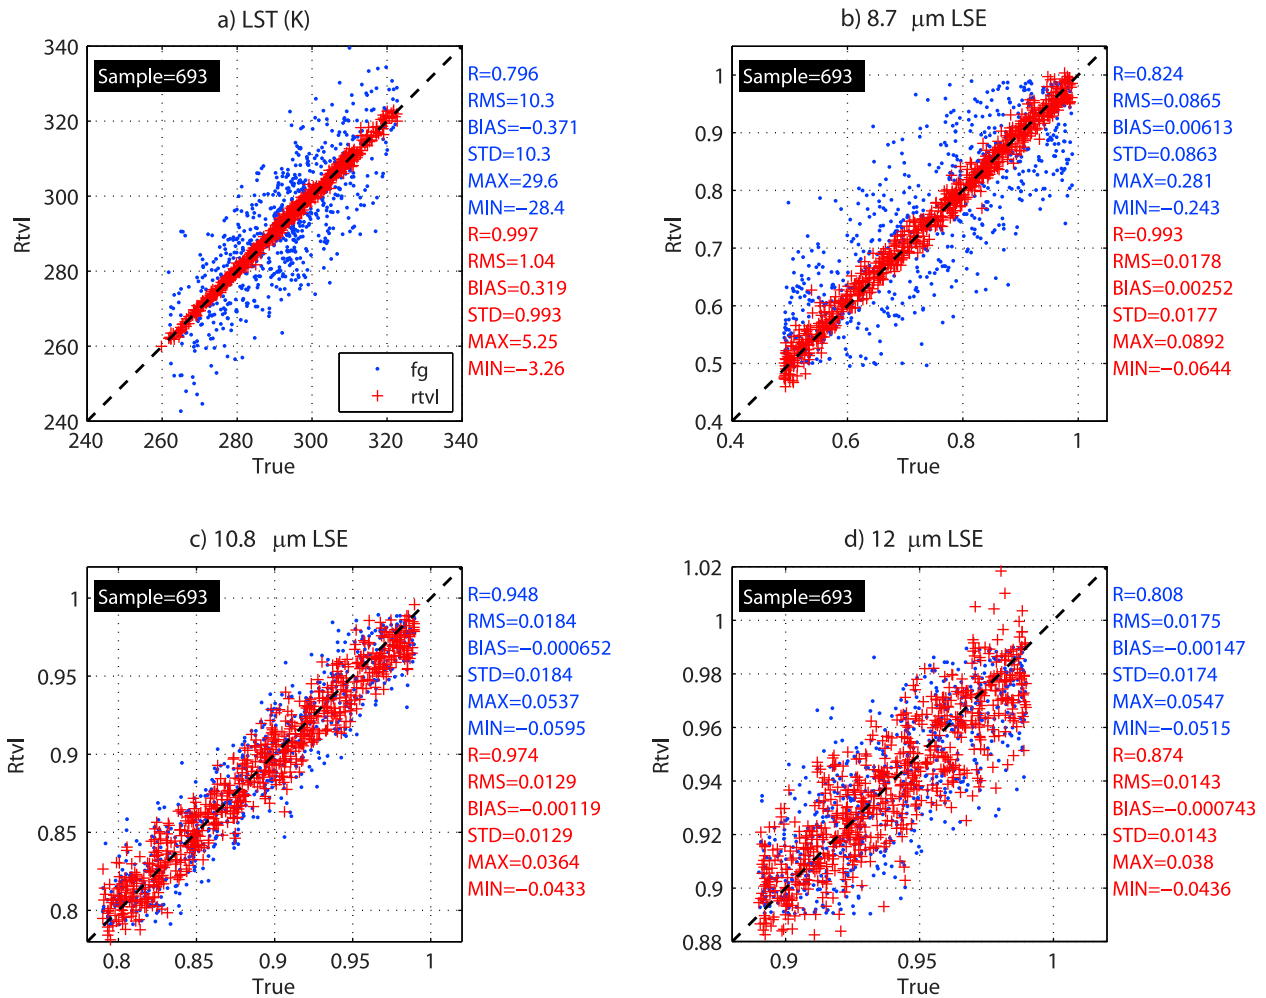 a) LST (K)
340
320
300
280
260
240
240
260
280
300
320
340
Rtvl
True
Sample=693
fg
rtvl
R=0.796
RMS=10.3
BIAS=−0.371
STD=10.3
MAX=29.6
MIN=−28.4
R=0.997
RMS=1.04
BIAS=0.319
STD=0.993
MAX=5.25
MIN=−3.26
b) 8.7 μm LSE
1
0.9
0.8
0.7
0.6
0.5
0.4
0.4
0.6
0.8
1
Rtvl
True
Sample=693
R=0.824
RMS=0.0865
BIAS=0.00613
STD=0.0863
MAX=0.281
MIN=−0.243
R=0.993
RMS=0.0178
BIAS=0.00252
STD=0.0177
MAX=0.0892
MIN=−0.0644
c) 10.8 μm LSE
1
0.95
0.9
0.85
0.8
0.8
0.85
0.9
0.95
1
Rtvl
True
Sample=693
R=0.948
RMS=0.0184
BIAS=−0.000652
STD=0.0184
MAX=0.0537
MIN=−0.0595
R=0.974
RMS=0.0129
BIAS=−0.00119
STD=0.0129
MAX=0.0364
MIN=−0.0433
d) 12 μm LSE
1.02
1
0.98
0.96
0.94
0.92
0.9
0.88
0.9
0.95
1
Rtvl
True
Sample=693
R=0.808
RMS=0.0175
BIAS=−0.00147
STD=0.0174
MAX=0.0547
MIN=−0.0515
R=0.874
RMS=0.0143
BIAS=−0.000743
STD=0.0143
MAX=0.038
MIN=−0.0436